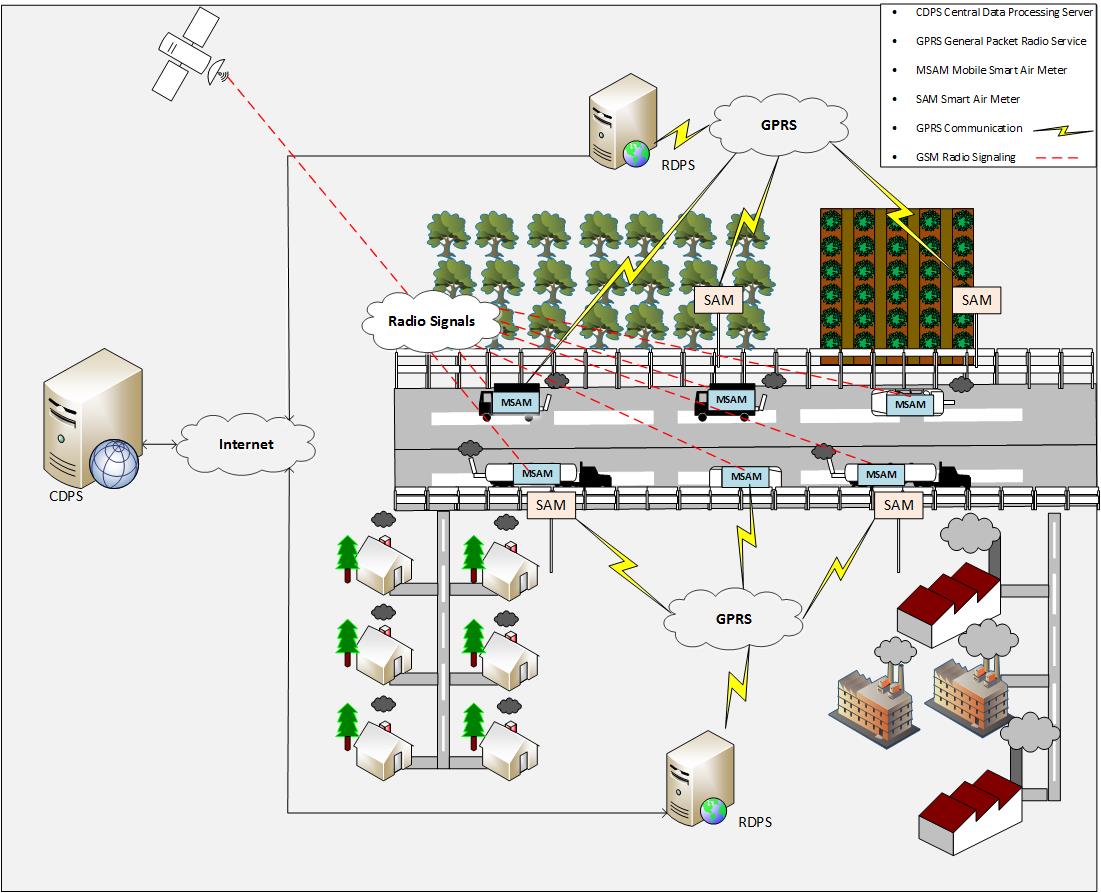 CDPS Central Data Processing Server
GPRS General Packet Radio Service
MSAM Mobile Smart Air Meter
SAM Smart Air Meter
GPRS Communication
GSM Radio Signaling
GPRS
RDPS
SAM
SAM
Radio Signals
MSAM
MSAM
MSAM
Internet
CDPS
MSAM
MSAM
MSAM
SAM
SAM
GPRS
RDPS